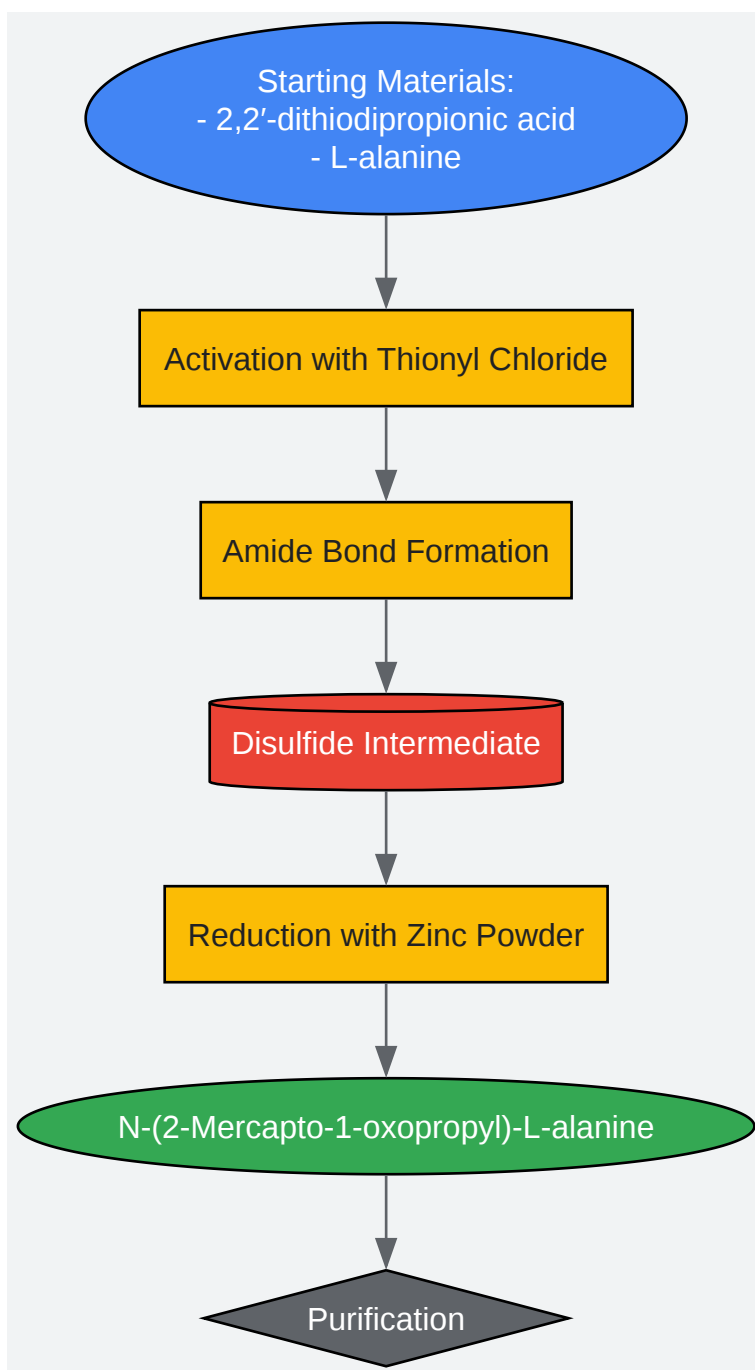 Starting Materials:
- 2,2′-dithiodipropionic acid
- L-alanine
Activation with Thionyl Chloride
Amide Bond Formation
Disulfide Intermediate
Reduction with Zinc Powder
N-(2-Mercapto-1-oxopropyl)-L-alanine
Purification